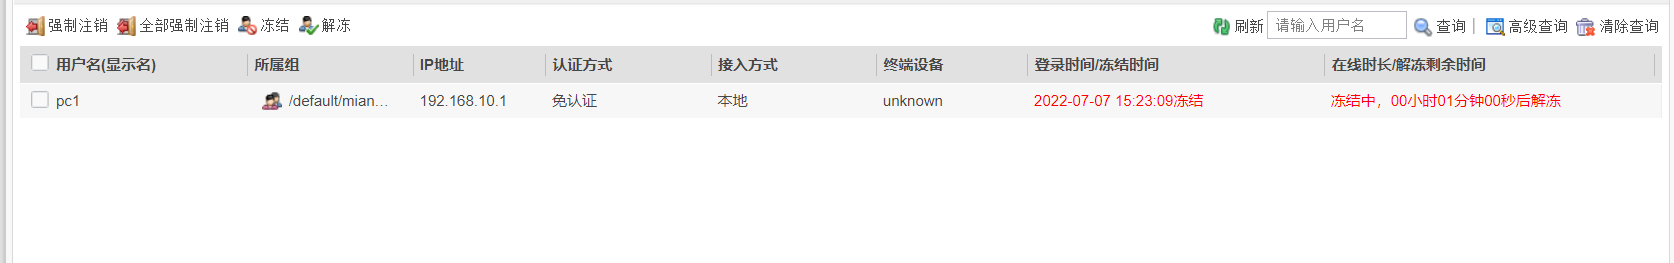 强制注销 全部强制注销 冻结 解冻 刷新 请输入用户名 查询 高级查询 清除查询
用户名(显示名) 所属组 IP地址 认证方式 接入方式 终端设备 登录时间/冻结时间 在线时长/解冻剩余时间
pc1 /default/mian... 192.168.10.1 免认证 本地 unknown 2022-07-07 15:23:09冻结 冻结中，00小时01分钟00秒后解冻